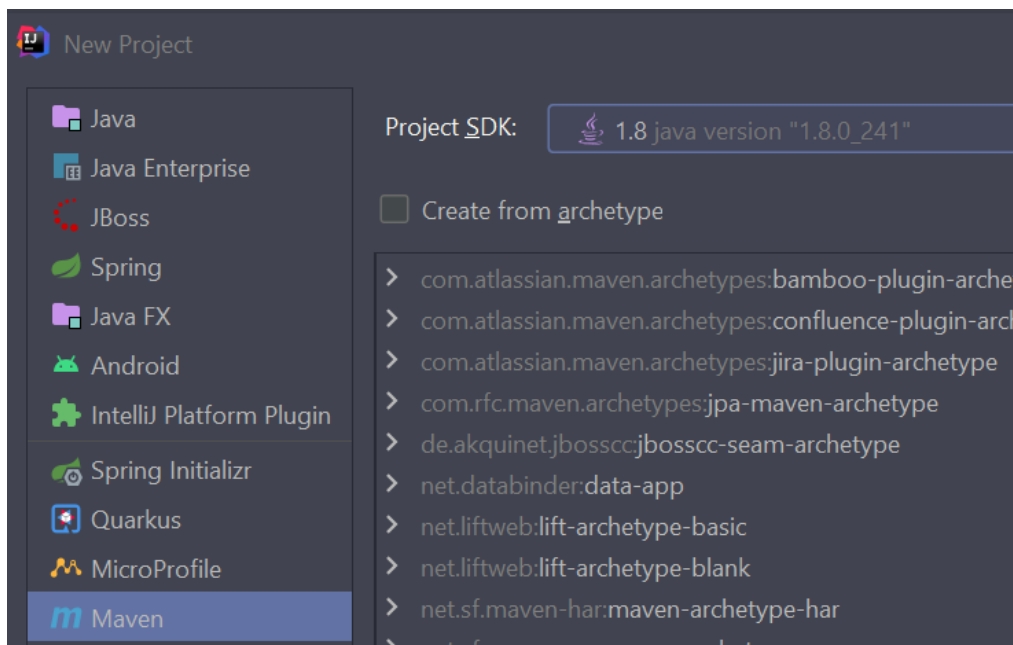 New Project
Java
Java Enterprise
JBoss
Spring
Java FX
Android
IntelliJ Platform Plugin
Spring Initializr
Quarkus
MicroProfile
Maven
Project SDK: 1.8 java version "1.8.0_241"
Create from archetype
com.atlassian.maven.archetypes:bamboo-plugin-arche
com.atlassian.maven.archetypes:confluence-plugin-arch
com.atlassian.maven.archetypes:jira-plugin-archetype
com.rfc.maven.archetypes:jpa-maven-archetype
de.akquinet.jbosscc:jbosscc-seam-archetype
net.databinder:data-app
net.liftweb:lift-archetype-basic
net.liftweb:lift-archetype-blank
net.sf.maven-har:maven-archetype-har